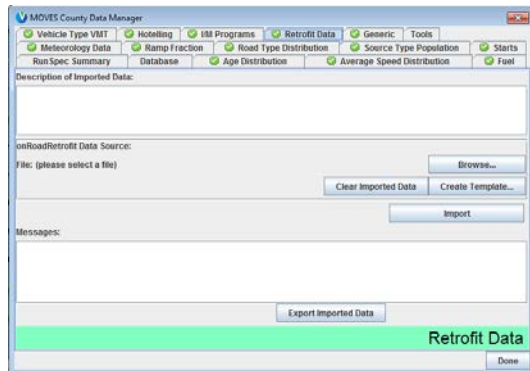 MOVES County Data Manager
Vehicle Type VMT Hotelling I/M Programs Retrofit Data Generic Tools
Meteorology Data Ramp Fraction Road Type Distribution Source Type Population Starts
RunSpec Summary Database Age Distribution Average Speed Distribution Fuel
Description of Imported Data:
onRoadRetrofit Data Source:
File: (please select a file) Browse...
Clear Imported Data Create Template...
Import
Messages:
Export Imported Data
Retrofit Data
Done